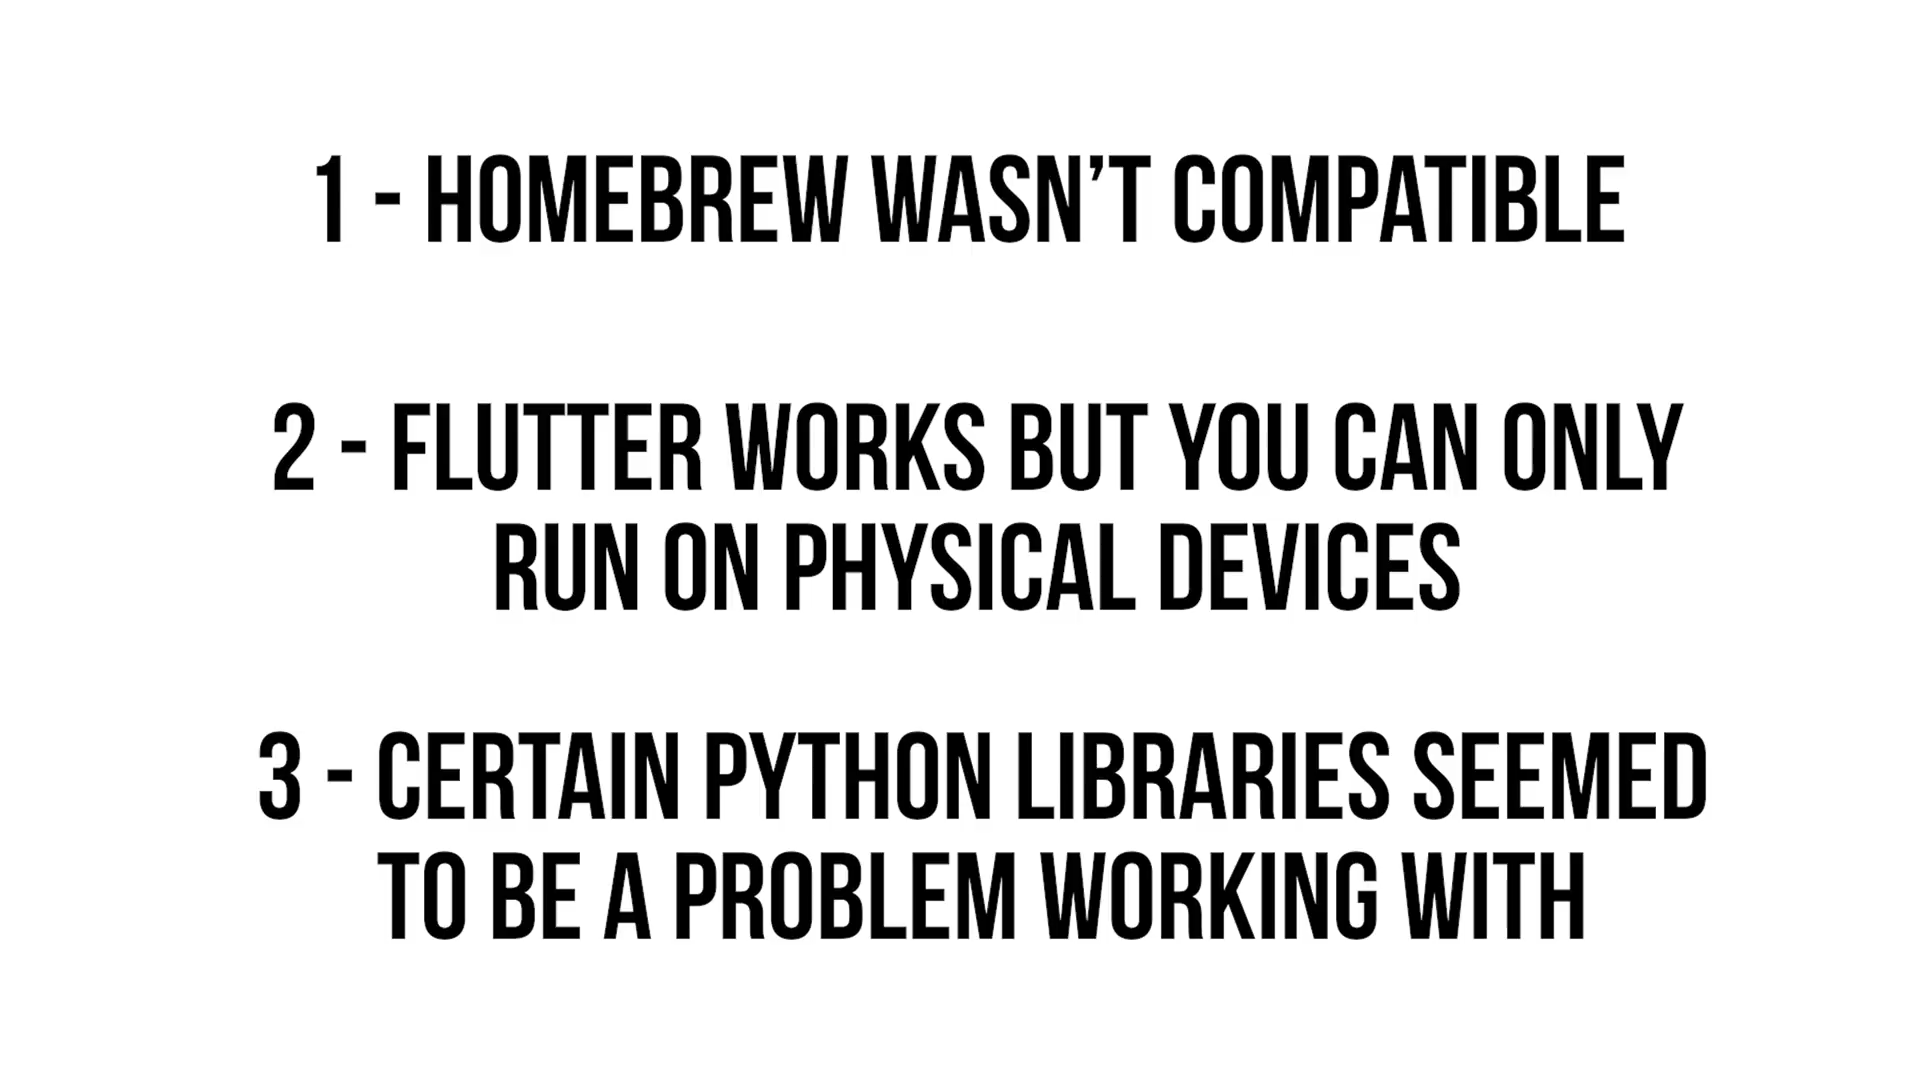 1 - HOMEBREW WASN’T COMPATIBLE
2 - FLUTTER WORKS BUT YOU CAN ONLY
RUN ON PHYSICAL DEVICES
3 - CERTAIN PYTHON LIBRARIES SEEMED
TO BE A PROBLEM WORKING WITH